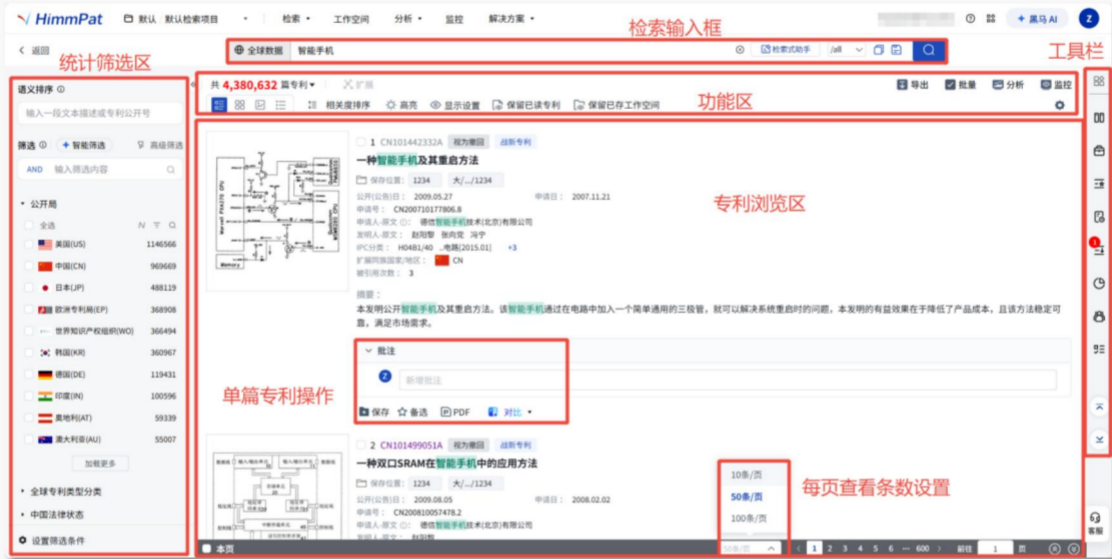 HimmPat
默认 默认检索项目 检索 工作空间 分析 监控 解决方案 黑马 AI Z
检索输入框
返回 全球数据 智能手机 检索式助手 /all
统计筛选区 工具栏
语义排序
输入一段文本描述或专利公开号
筛选 智能筛选 高级筛选
AND 输入筛选内容
公开局
全选
美国(US) 1146566
中国(CN) 969669
日本(JP) 488119
欧洲专利局(EP) 368908
世界知识产权组织(WO) 366494
韩国(KR) 360967
德国(DE) 119431
印度(IN) 100596
奥地利(AT) 59339
澳大利亚(AU) 55007
加载更多
全球专利类型分类
中国法律状态
设置筛选条件
共 4,380,632 篇专利 扩展 导出 批量 分析 监控
功能区
相关度排序 高亮 显示设置 保留已读专利 保留已存工作空间
专利浏览区
1 CN101442332A 视为撤回 战新专利
一种智能手机及其重启方法
保存位置: 1234 大/.../1234
公开(公告)日: 2009.05.27 申请日: 2007.11.21
申请号: CN200710177806.8
申请人-原文: 德信智能手机技术(北京)有限公司
发明人-原文: 赵阳黎 张向党 冯宁
IPC分类: H04B1/40 ..电路[2015.01] +3
扩展同族国家/地区: CN
被引用次数: 3
Memory
摘要:
本发明公开智能手机及其重启方法。该智能手机通过在电路中加入一个简单通用的三极管，就可以解决系统重启时的问题，本发明的有益效果在于降低了产品成本，且该方法稳定可
靠，满足市场需求。
批注
Z 新增批注
单篇专利操作
保存 备选 PDF 对比
2 CN101499051A 视为撤回 战新专利
一种双口SRAM在智能手机中的应用方法
保存位置: 1234 大/.../1234
公开(公告)日: 2009.08.05 申请日: 2008.02.02
申请号: CN200810057478.2
申请人-原文: 德信智能手机技术(北京)有限公司
10条/页
50条/页
100条/页
每页查看条数设置
1
客服
本页 50条/页 1 2 3 4 5 6 ··· 600 前往 1 页